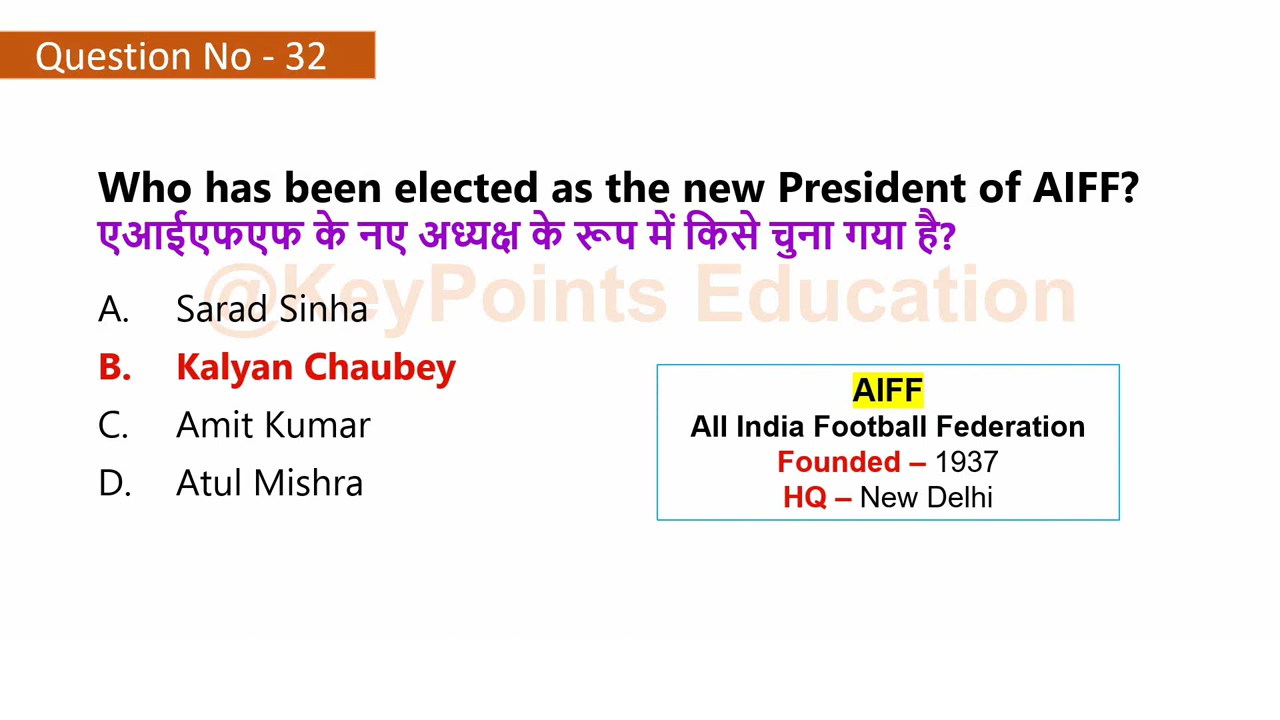 Question No - 32
Who has been elected as the new President of AIFF?
एआईएफएफ के नए अध्यक्ष के रूप में किसे चुना गया है?
@KeyPoints Education
A. Sarad Sinha
B. Kalyan Chaubey
C. Amit Kumar
D. Atul Mishra
AIFF
All India Football Federation
Founded – 1937
HQ – New Delhi